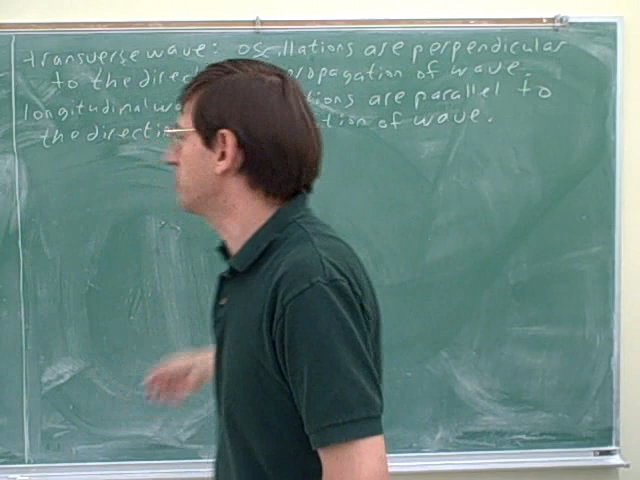 transverse wave: oscillations are perpendicular
to the direc propagation of wave.
longitudinal wa tions are parallel to
the directi tion of wave.